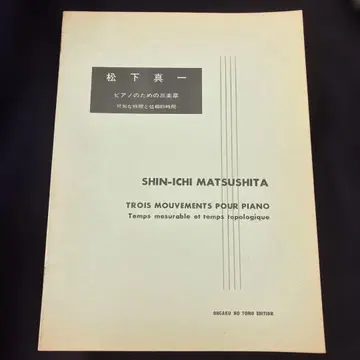 松下真一
ピアノのための三楽章
可測な時間と位相的時間
SHIN-ICHI MATSUSHITA
TROIS MOUVEMENTS POUR PIANO
Temps mesurable et temps topologique
ONGAKU NO TOMO EDITION